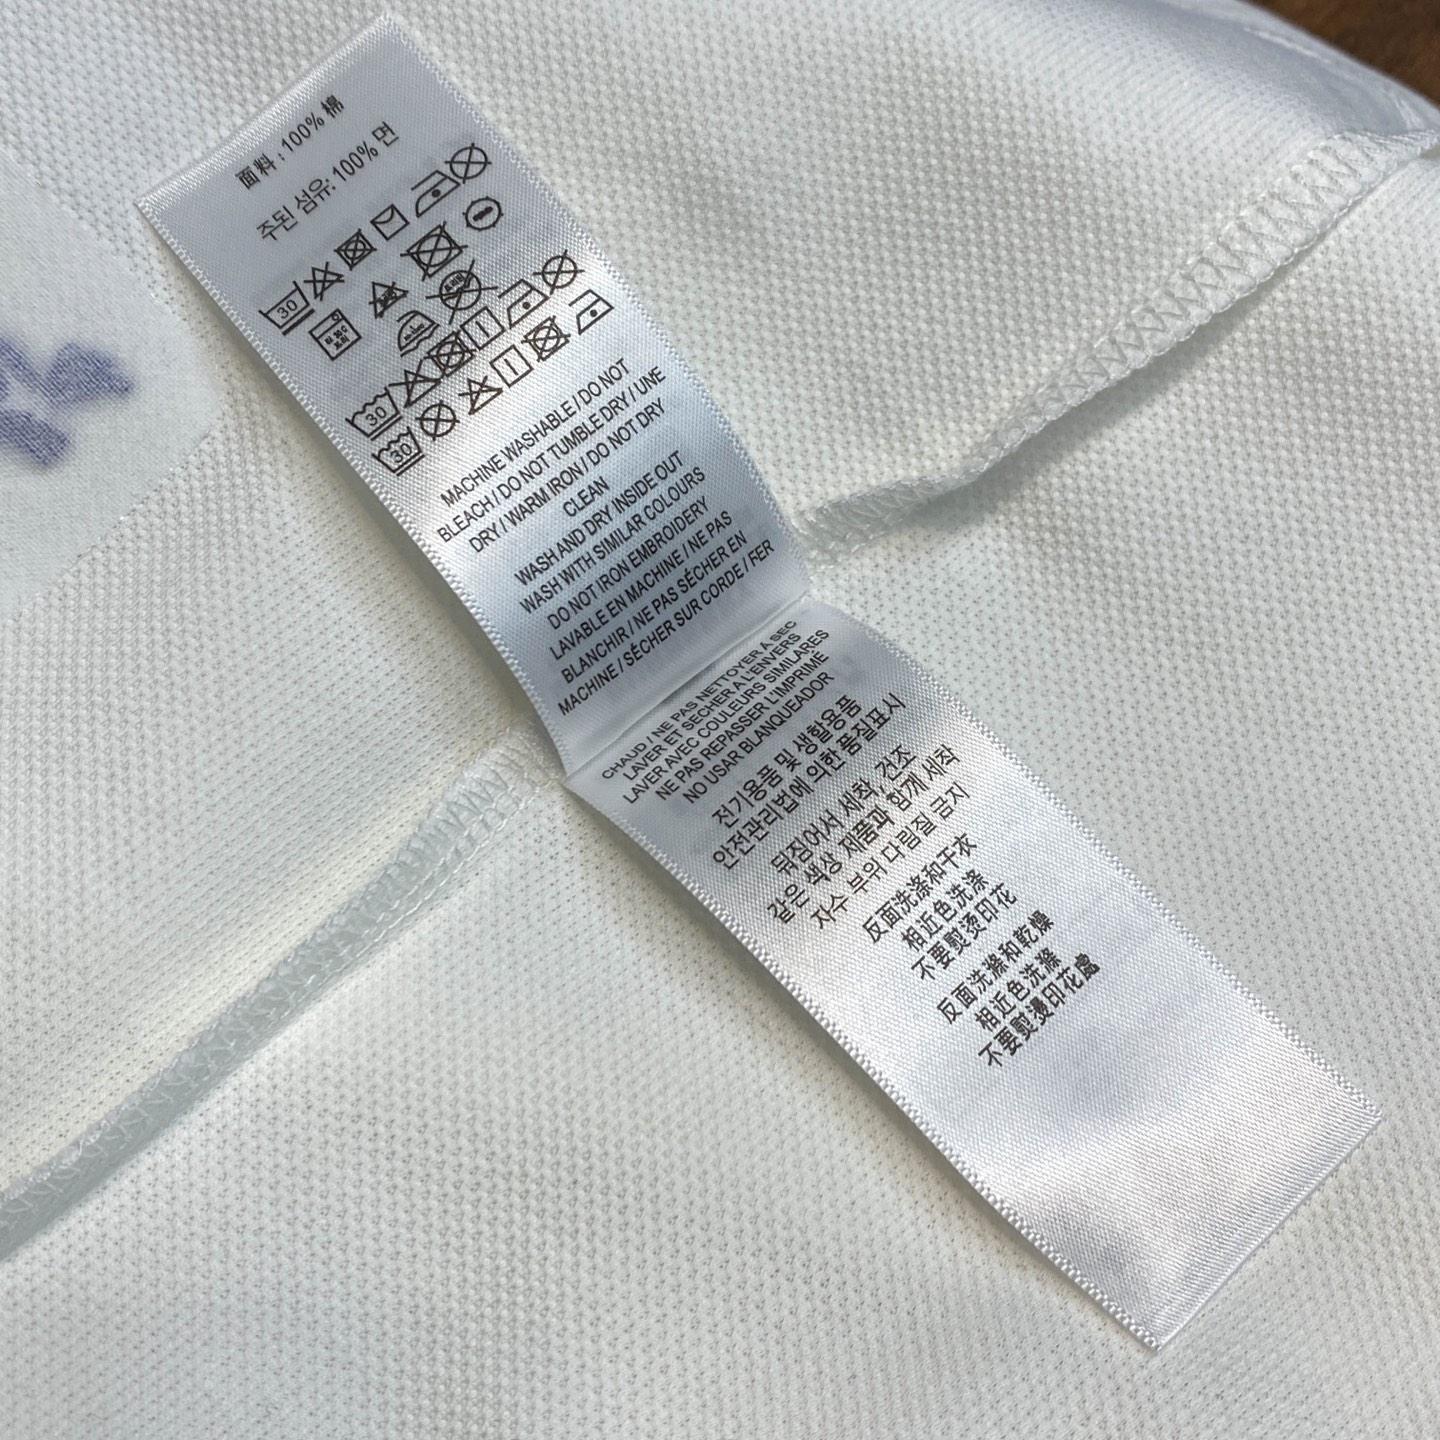 面料：100% 棉
주된 섬유: 100% 면
30
30
30
MACHINE WASHABLE / DO NOT
BLEACH / DO NOT TUMBLE DRY / LINE
DRY / WARM IRON / DO NOT DRY
CLEAN
WASH AND DRY INSIDE OUT
WASH WITH SIMILAR COLOURS
DO NOT IRON EMBROIDERY
LAVABLE EN MACHINE / NE PAS
BLANCHIR / NE PAS SÉCHER EN
MACHINE / SÉCHER SUR CORDE / FER
CHAUD / NE PAS NETTOYER À SEC
LAVER ET SÉCHER À L'ENVERS
LAVER AVEC COULEURS SIMILARES
NE PAS REPASSER L'IMPRIME
NO USAR BLANQUEADOR
전기용품 및 생활용품
안전관리법에 의한 품질표시
뒤집어서 세착, 건조
같은 색상 제품과 함께 세착
자수 부위 다림질 금지
反面洗涤和干衣
相近色洗涤
不要熨烫印花
反面洗滌和乾燥
相近色洗滌
不要熨燙印花處